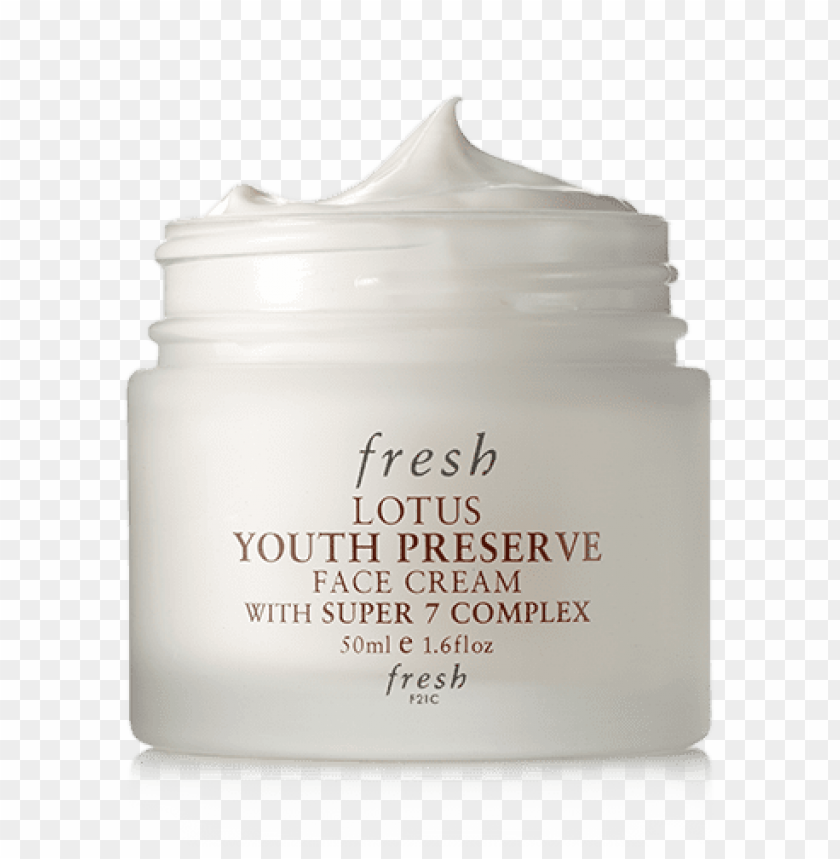 fresh
LOTUS
YOUTH PRESERVE
FACE CREAM
WITH SUPER 7 COMPLEX
50ml e 1.6floz
fresh
F21C